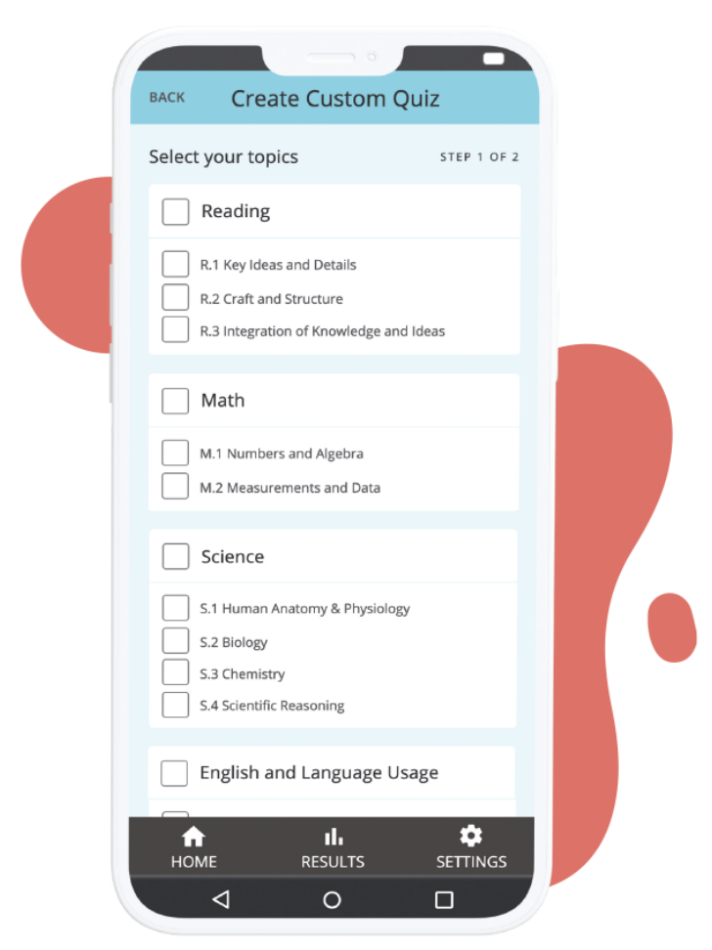 BACK
Create Custom Quiz
Select your topics
STEP 1 OF 2
Reading
R.1 Key Ideas and Details
R.2 Craft and Structure
R.3 Integration of Knowledge and Ideas
Math
M.1 Numbers and Algebra
M.2 Measurements and Data
Science
S.1 Human Anatomy & Physiology
S.2 Biology
S.3 Chemistry
S.4 Scientific Reasoning
English and Language Usage
HOME
RESULTS
SETTINGS